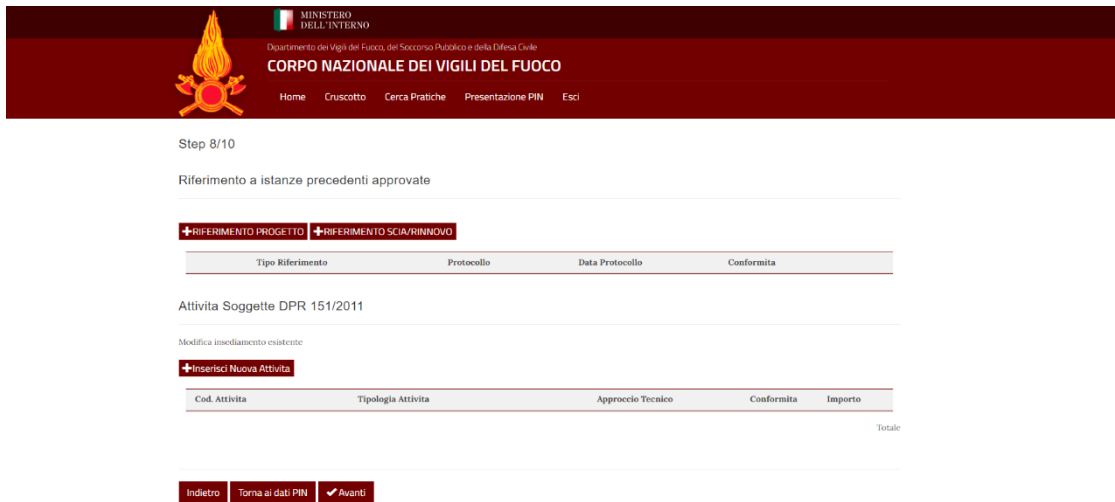 MINISTERO
DELL'INTERNO
Dipartimento dei Vigili del Fuoco, del Soccorso Pubblico e della Difesa Civile
CORPO NAZIONALE DEI VIGILI DEL FUOCO
Home Cruscotto Cerca Pratiche Presentazione PIN Esci
Step 8/10
Riferimento a istanze precedenti approvate
+RIFERIMENTO PROGETTO +RIFERIMENTO SCIA/RINNOVO
Tipo Riferimento Protocollo Data Protocollo Conformita
Attivita Soggette DPR 151/2011
Modifica insediamento esistente
+Inserisci Nuova Attivita
Cod. Attivita Tipologia Attivita Approccio Tecnico Conformita Importo
Totale
Indietro Torna ai dati PIN ✔Avanti